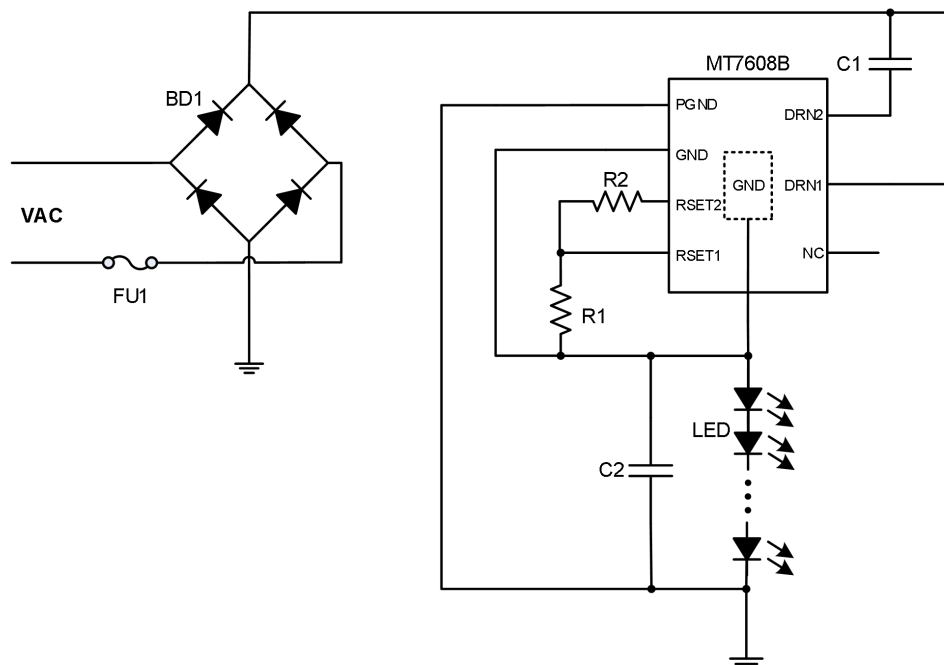 MT7608B
C1
BD1
PGND
DRN2
GND
R2
GND
DRN1
RSET2
VAC
RSET1
NC
FU1
R1
LED
C2